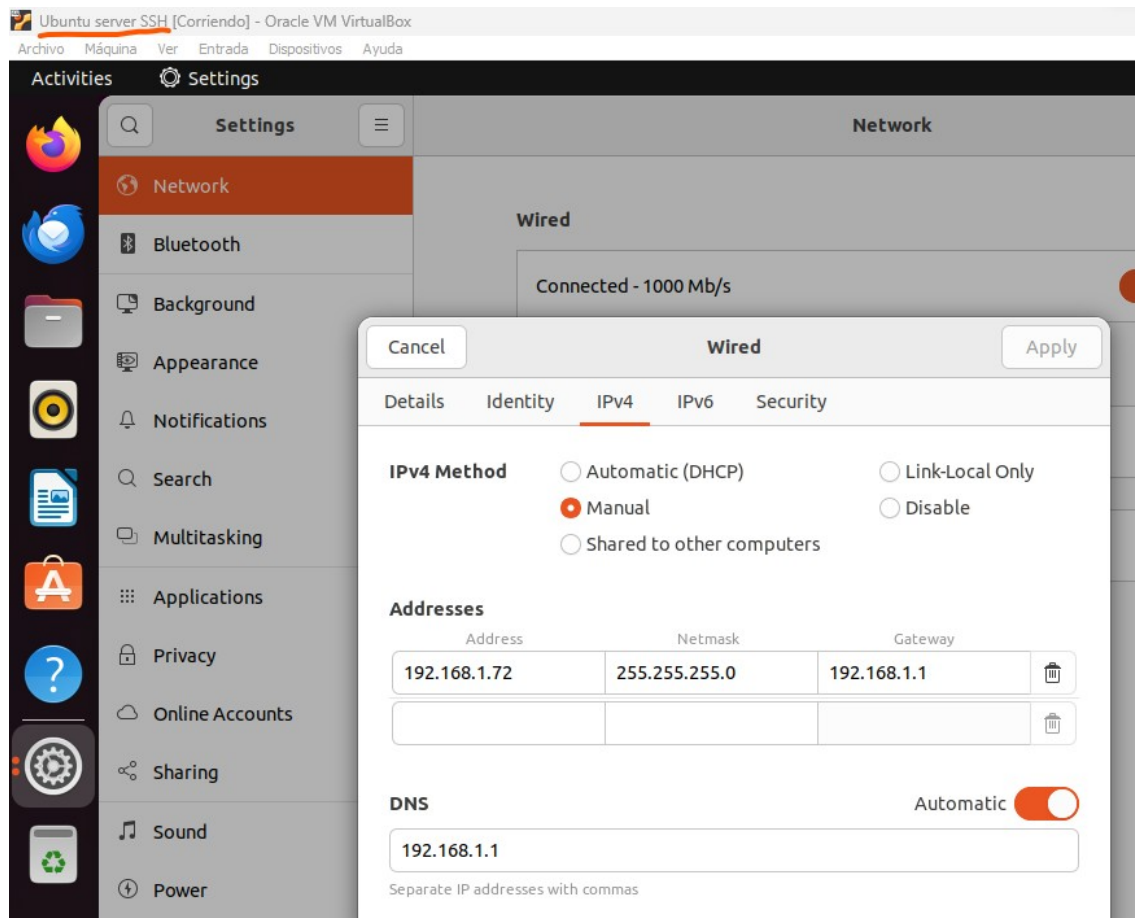 Ubuntu server SSH [Corriendo] - Oracle VM VirtualBox
Archivo Máquina Ver Entrada Dispositivos Ayuda
Activities Settings
Settings Network
Network
Bluetooth
Background
Appearance
Notifications
Search
Multitasking
Applications
Privacy
Online Accounts
Sharing
Sound
Power
Wired
Connected - 1000 Mb/s
Cancel Wired Apply
Details Identity IPv4 IPv6 Security
IPv4 Method Automatic (DHCP) Link-Local Only
Manual Disable
Shared to other computers
Addresses
Address Netmask Gateway
192.168.1.72 255.255.255.0 192.168.1.1
DNS Automatic
192.168.1.1
Separate IP addresses with commas